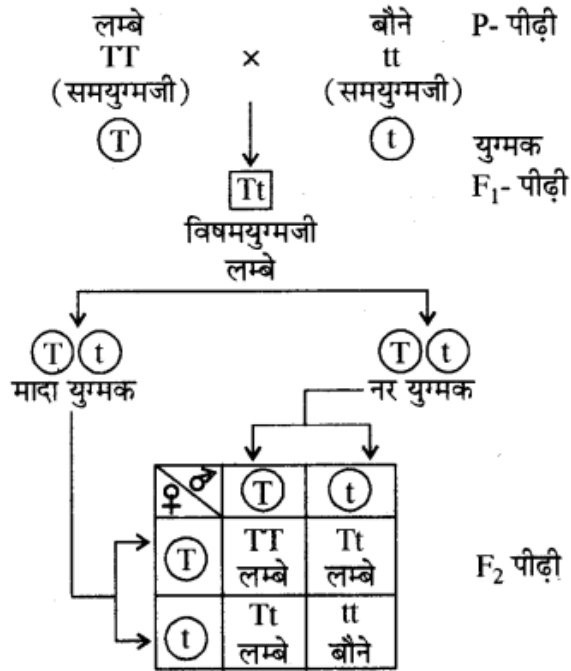 लम्बे बौने P- पीढ़ी
TT × tt
(समयुग्मजी) (समयुग्मजी)
T t युग्मक
F₁- पीढ़ी
Tt
विषमयुग्मजी
लम्बे
T t T t
मादा युग्मक नर युग्मक
♀ ♂ T t
T TT Tt
लम्बे लम्बे F₂ पीढ़ी
t Tt tt
लम्बे बौने